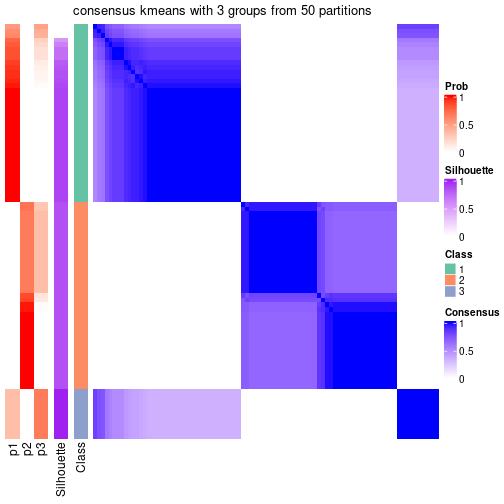 consensus kmeans with 3 groups from 50 partitions
Prob
1
0.5
0
Silhouette
1
0.5
0
Class
1
2
3
Consensus
1
0.5
0
p1
p2
p3
Silhouette
Class